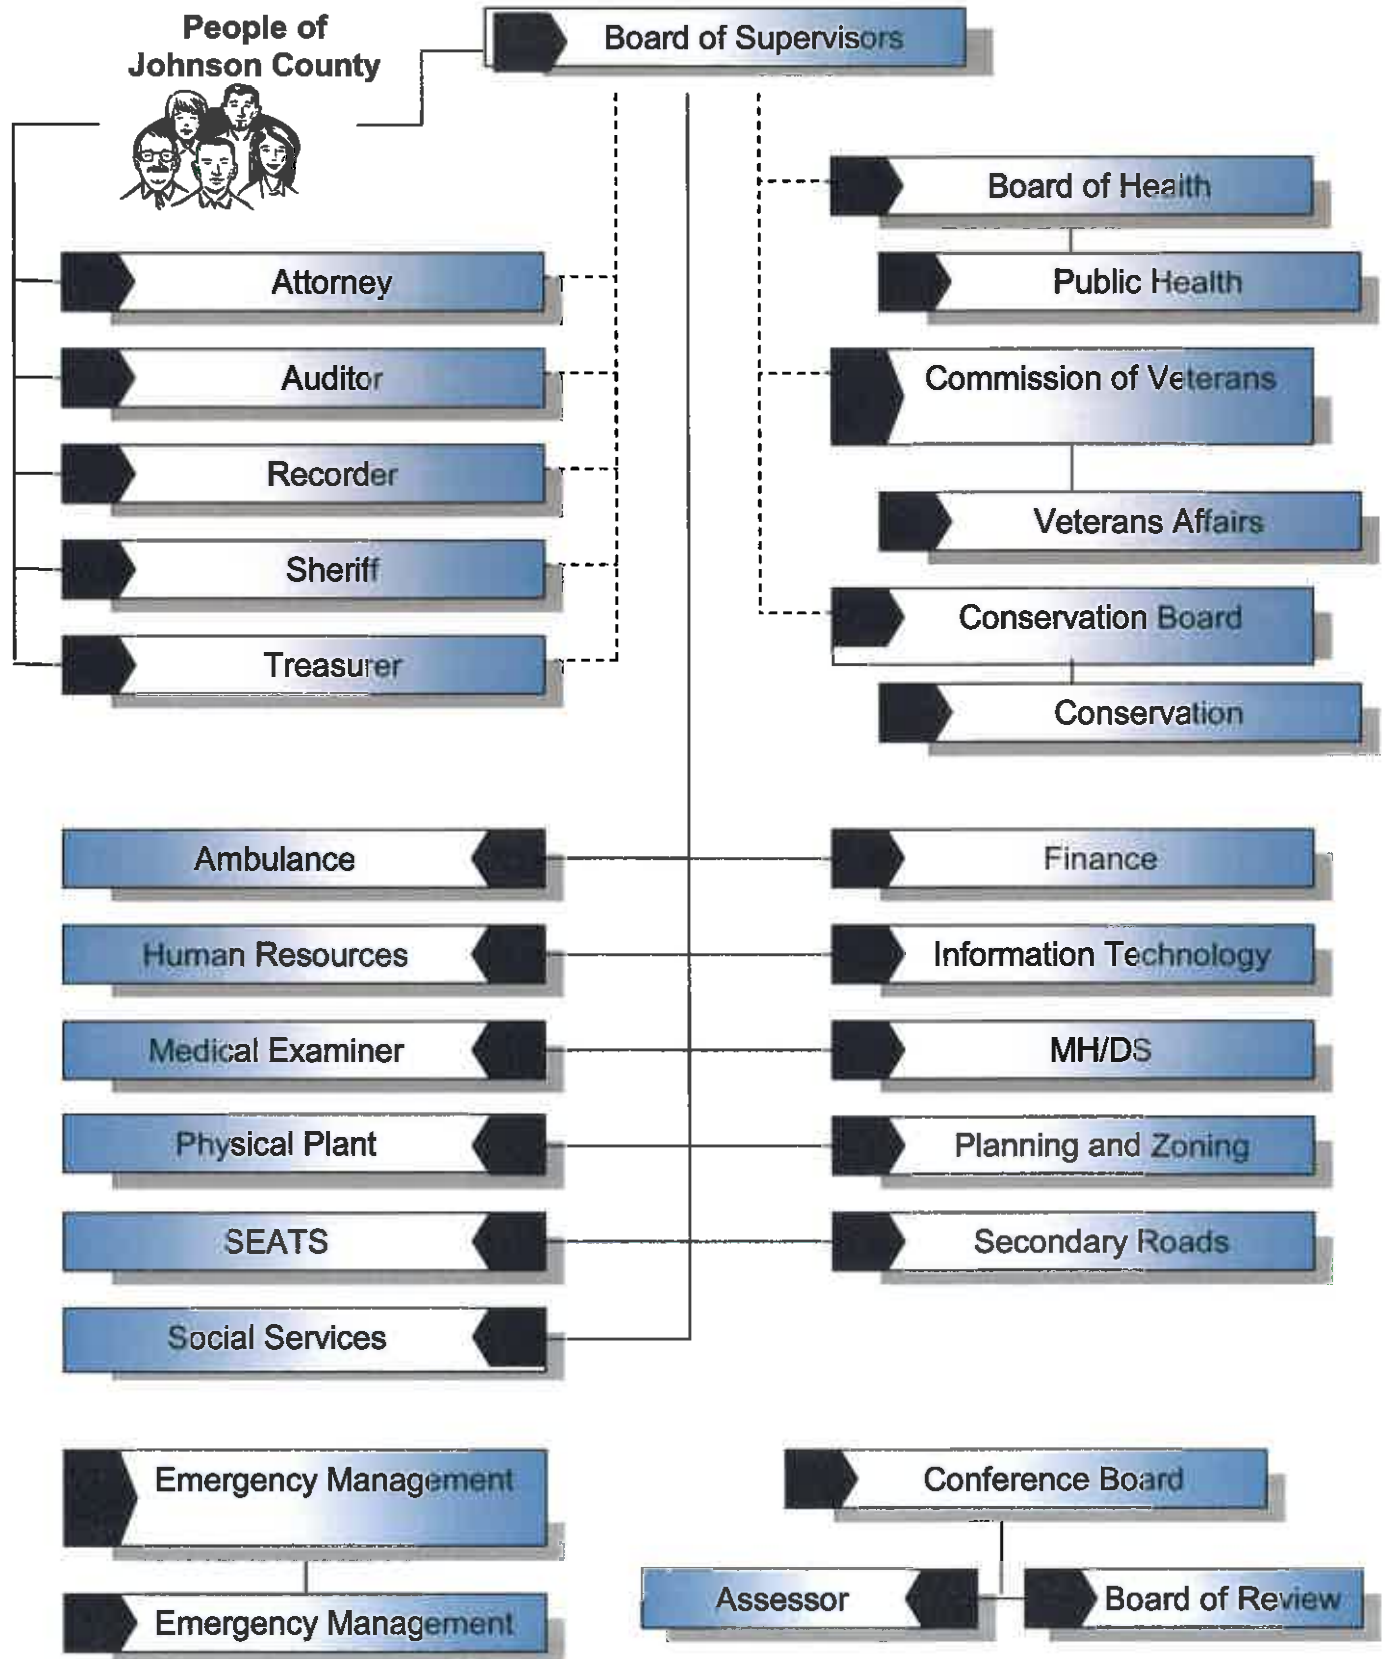 People of
Johnson County
Board of Supervisors
Attorney
Auditor
Recorder
Sheriff
Treasurer
Board of Health
Public Health
Commission of Veterans
Veterans Affairs
Conservation Board
Conservation
Ambulance
Human Resources
Medical Examiner
Physical Plant
SEATS
Social Services
Finance
Information Technology
MH/DS
Planning and Zoning
Secondary Roads
Emergency Management
Emergency Management
Conference Board
Assessor
Board of Review